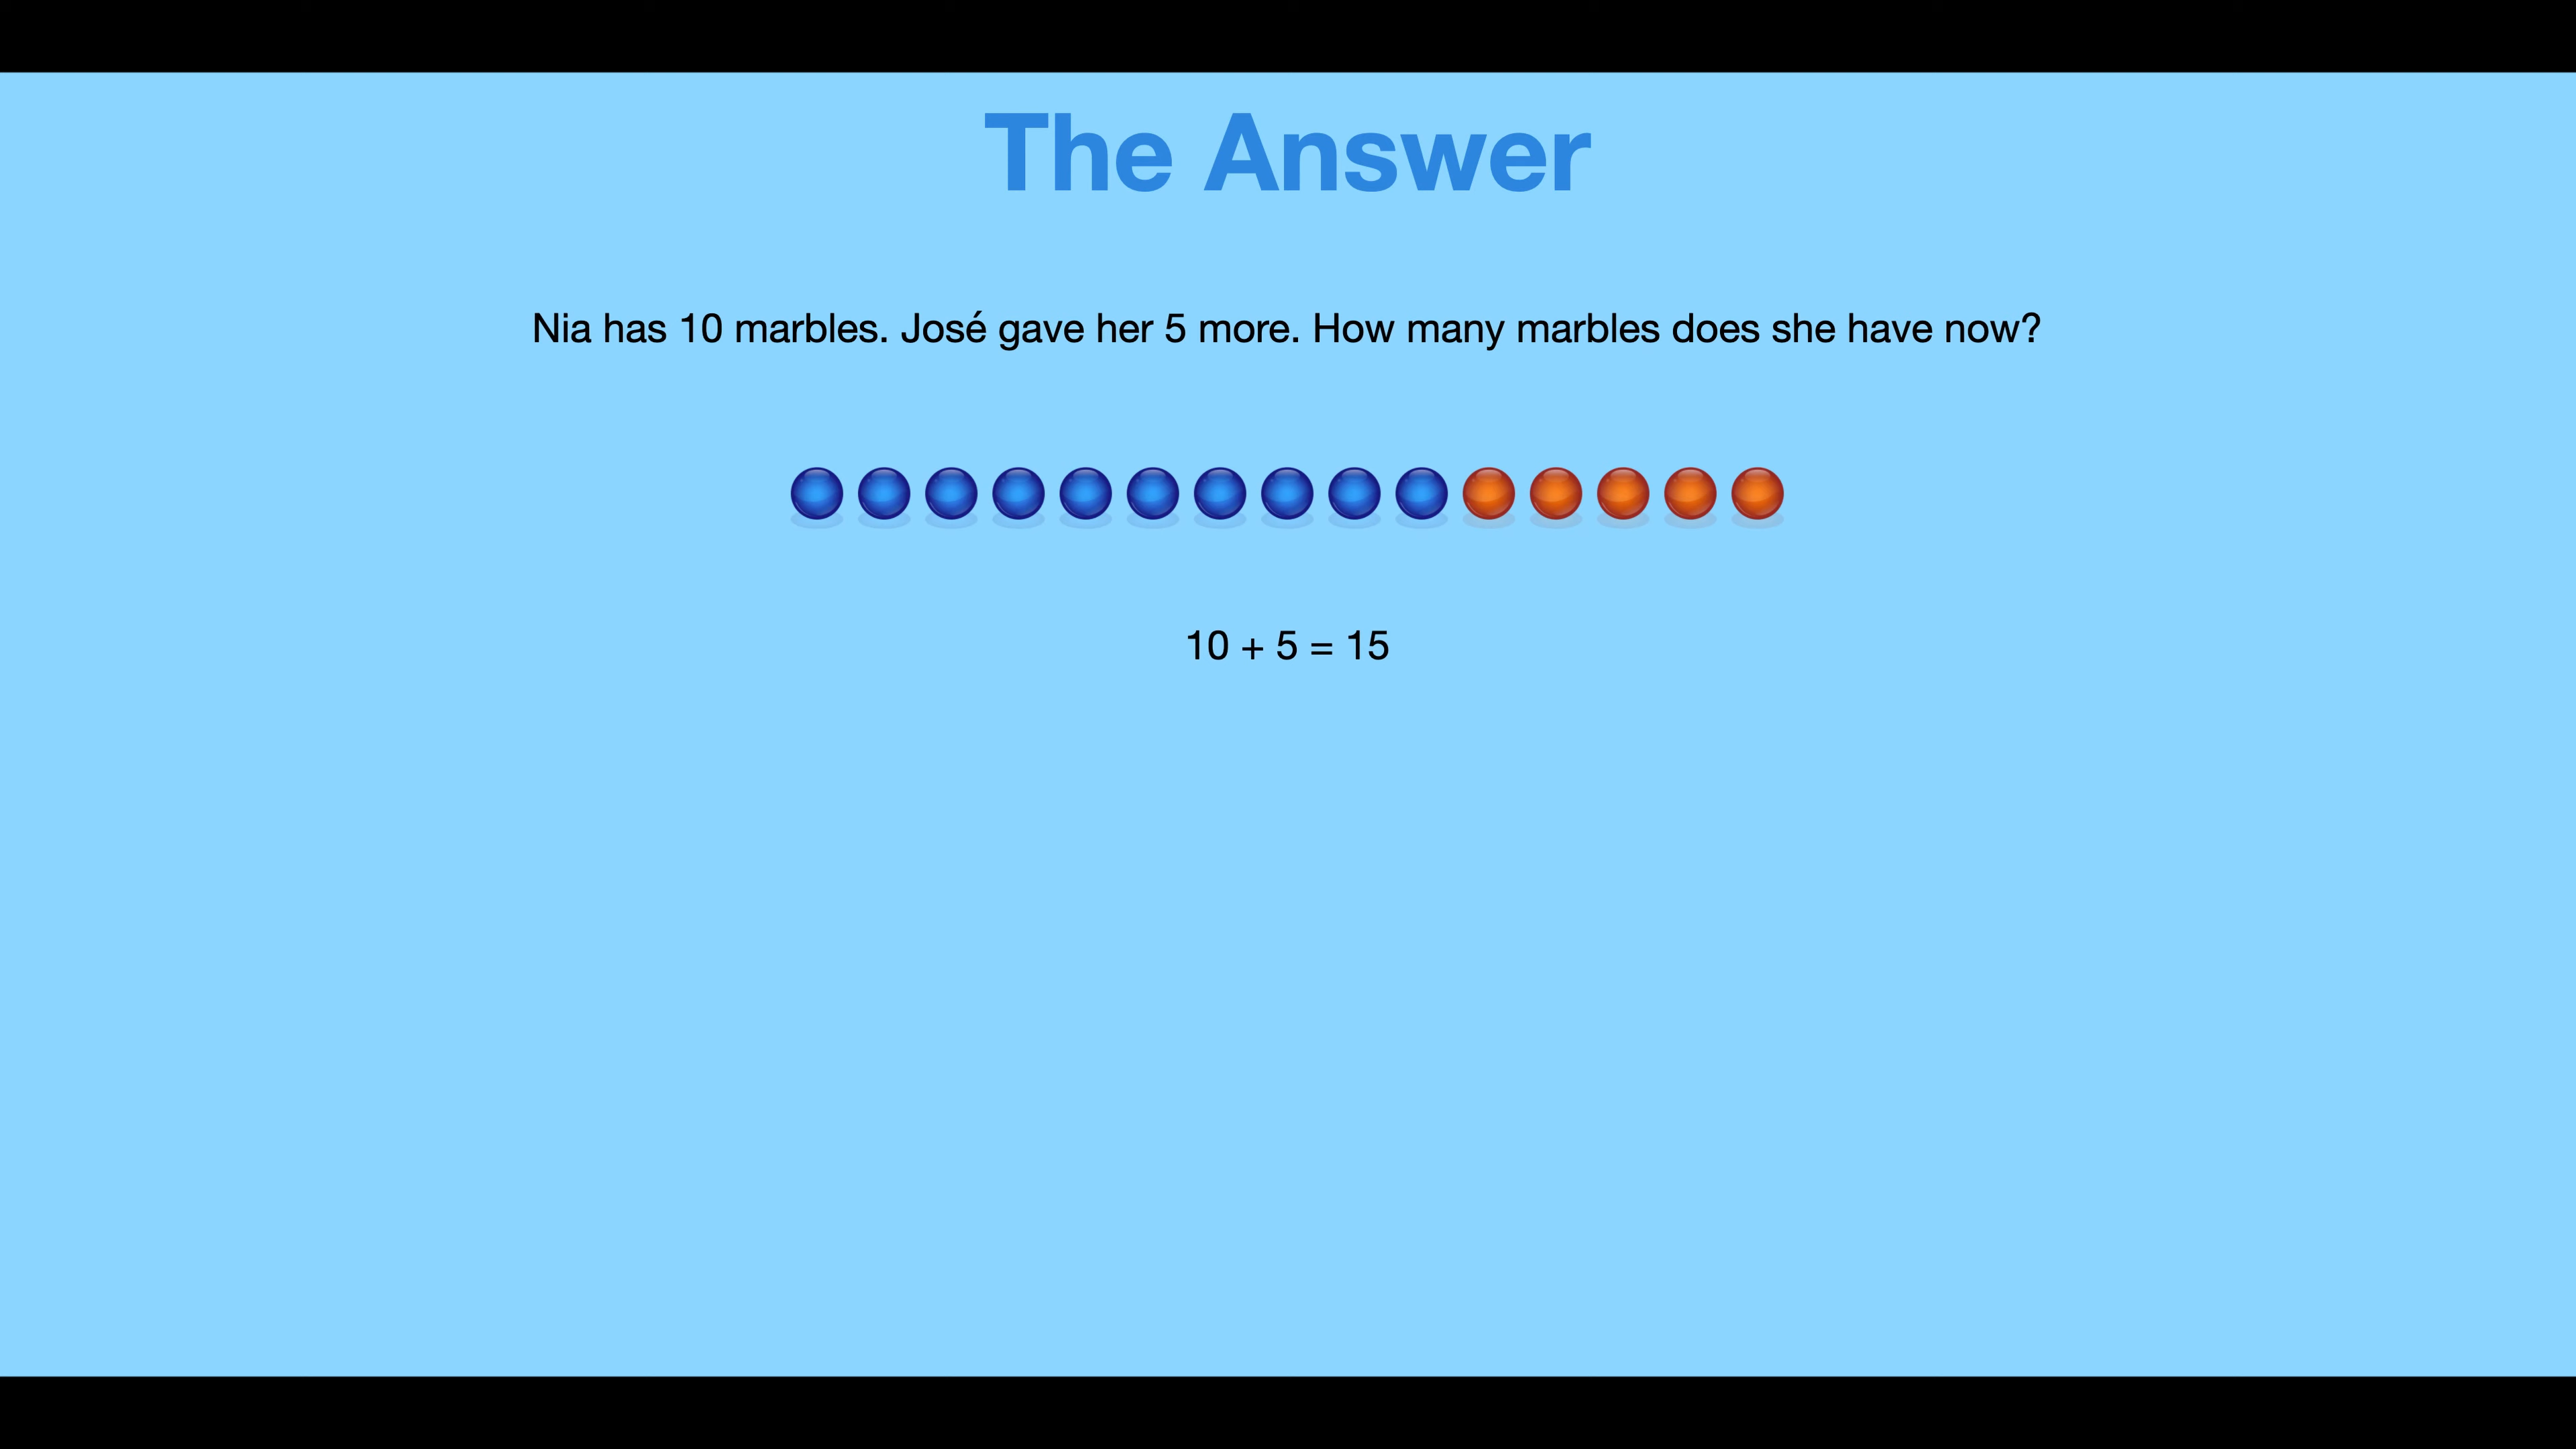 The Answer
Nia has 10 marbles. José gave her 5 more. How many marbles does she have now?
10 + 5 = 15